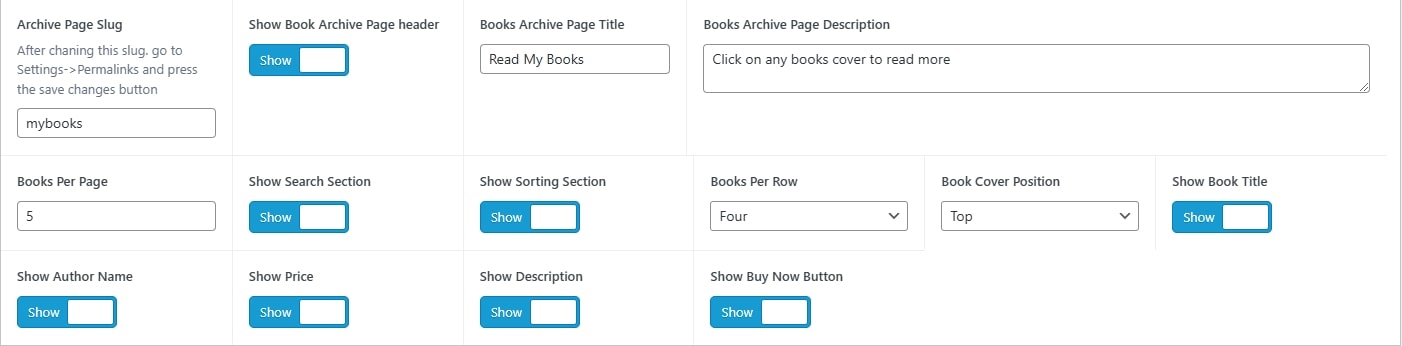 Archive Page Slug
After chaning this slug. go to
Settings->Permalinks and press
the save changes button
mybooks
Show Book Archive Page header
Show
Books Archive Page Title
Read My Books
Books Archive Page Description
Click on any books cover to read more
Books Per Page
5
Show Search Section
Show
Show Sorting Section
Show
Books Per Row
Four
Book Cover Position
Top
Show Book Title
Show
Show Author Name
Show
Show Price
Show
Show Description
Show
Show Buy Now Button
Show